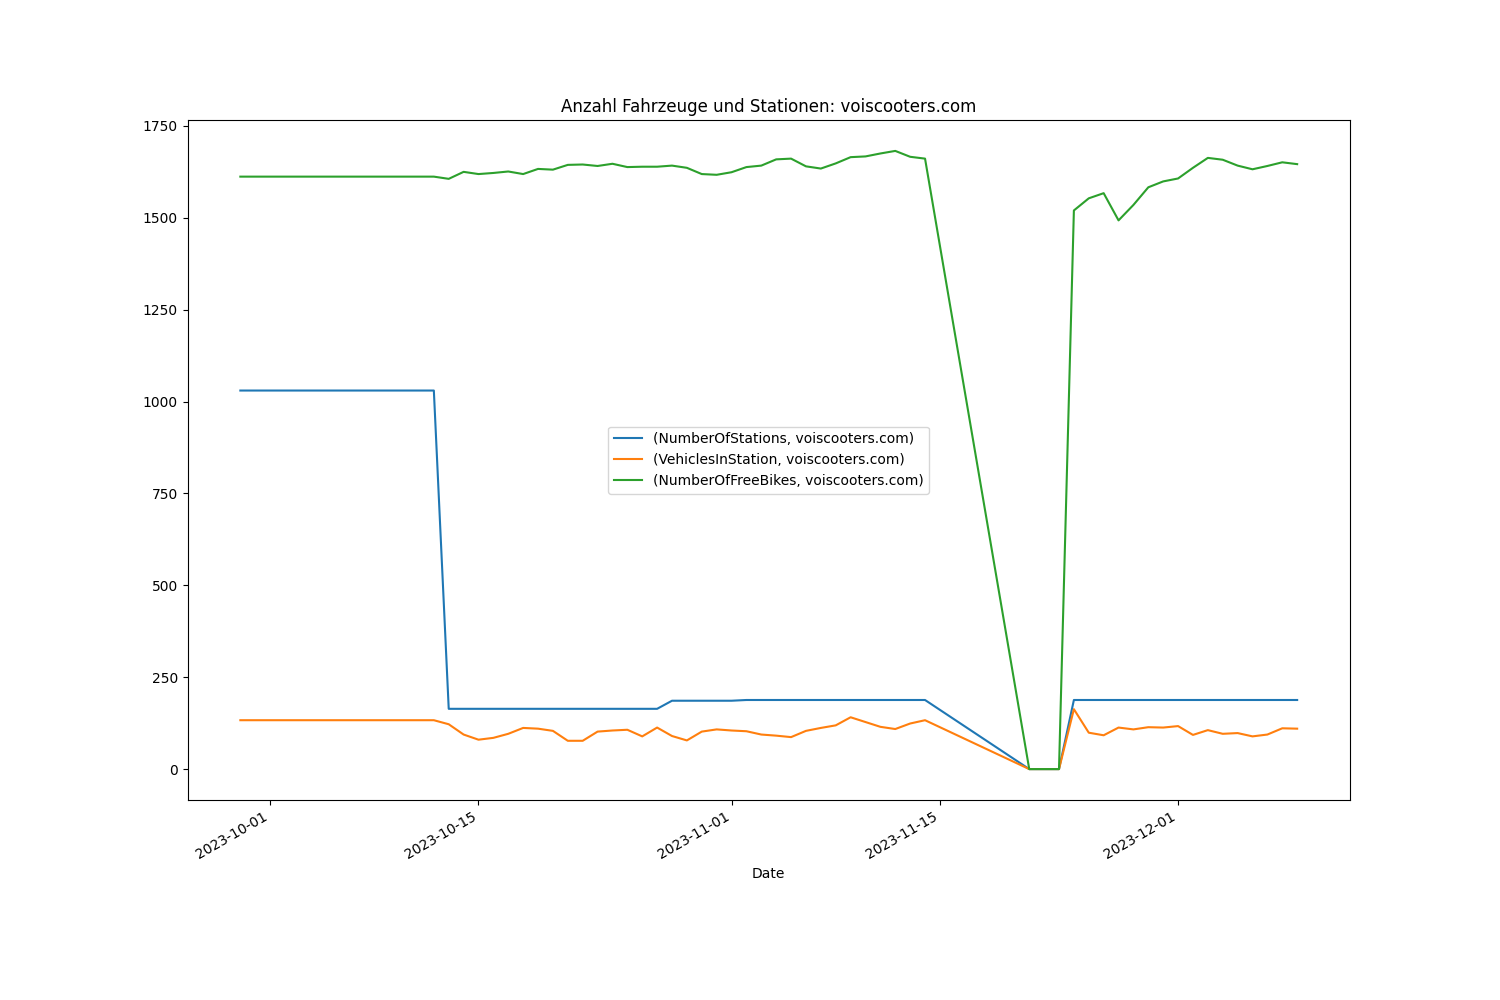 Anzahl Fahrzeuge und Stationen: voiscooters.com
1750
1500
1250
1000
750
500
250
0
(NumberOfStations, voiscooters.com)
(VehiclesInStation, voiscooters.com)
(NumberOfFreeBikes, voiscooters.com)
2023-10-01
2023-10-15
2023-11-01
2023-11-15
2023-12-01
Date